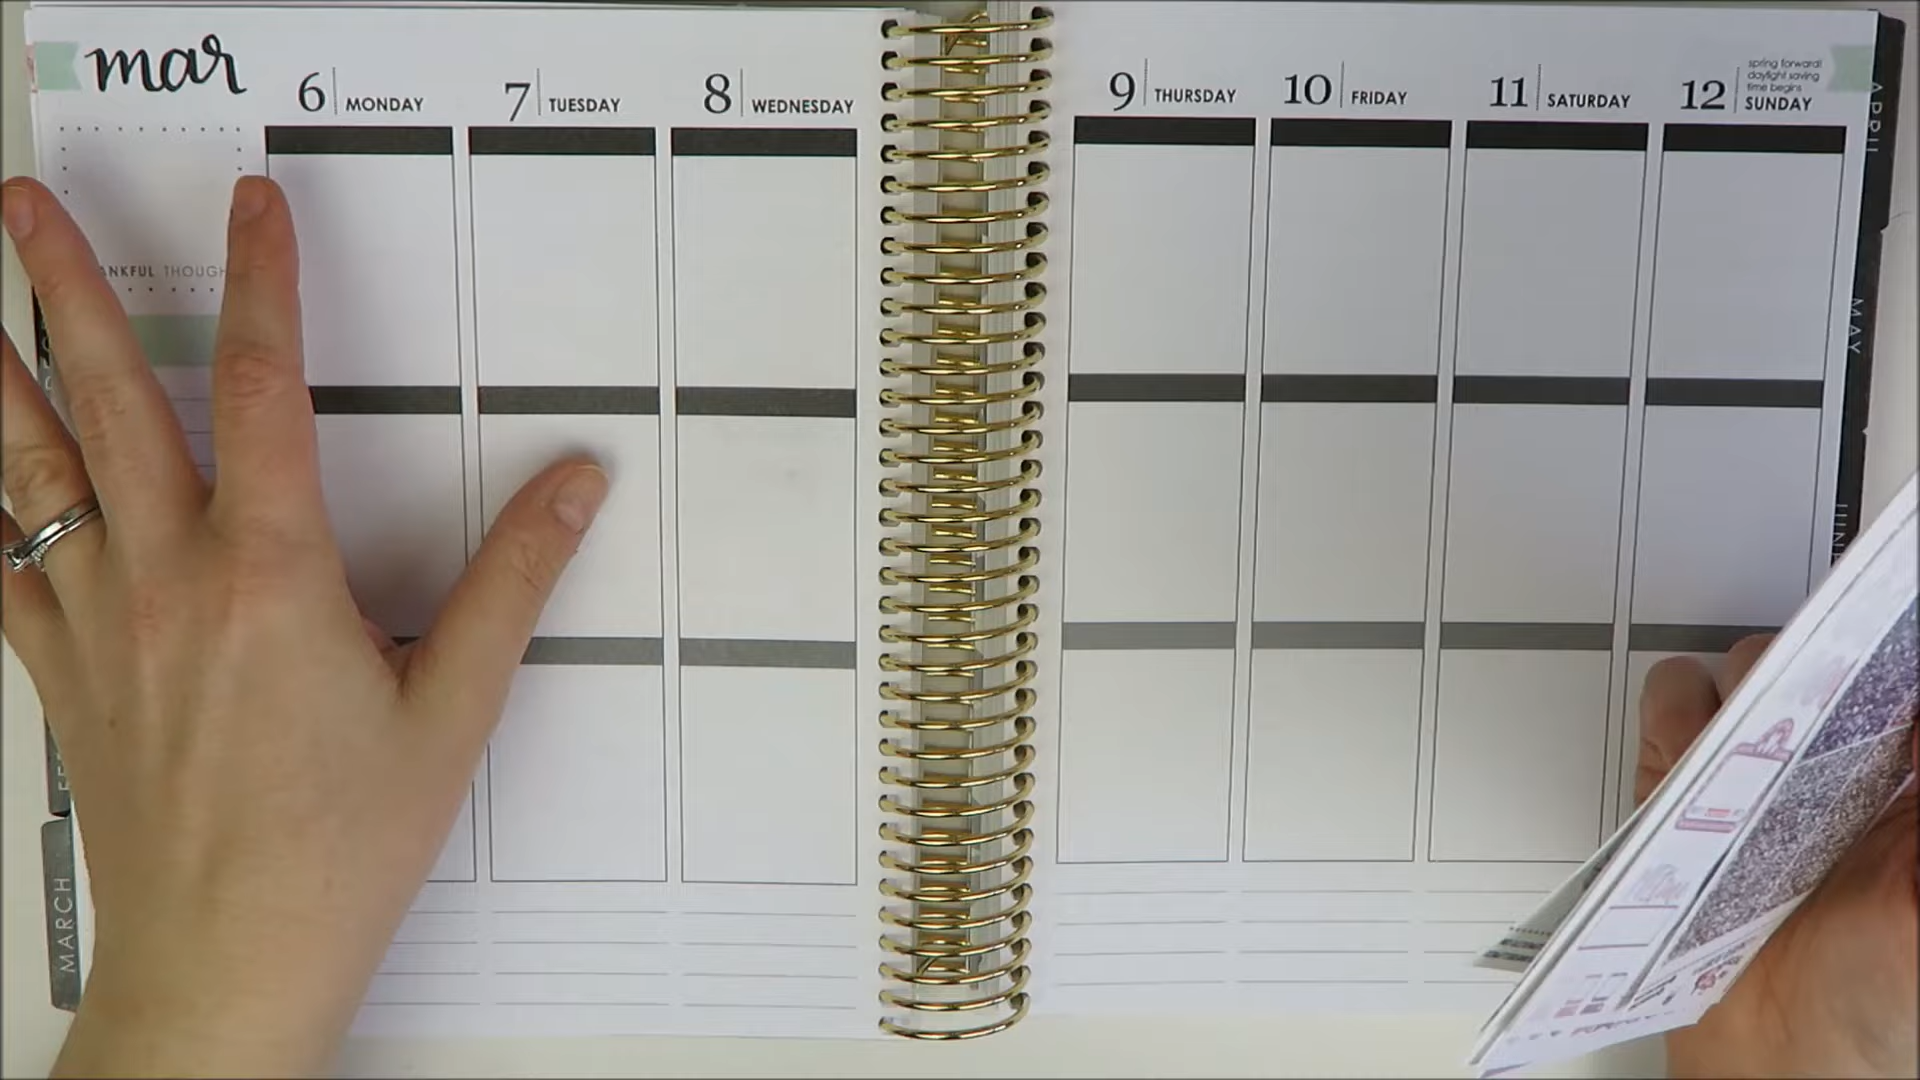 mar
6 MONDAY
7 TUESDAY
8 WEDNESDAY
9 THURSDAY
10 FRIDAY
11 SATURDAY
spring forward!
daylight saving
time begins
12 SUNDAY
APRIL
MAY
JUNE
MARCH